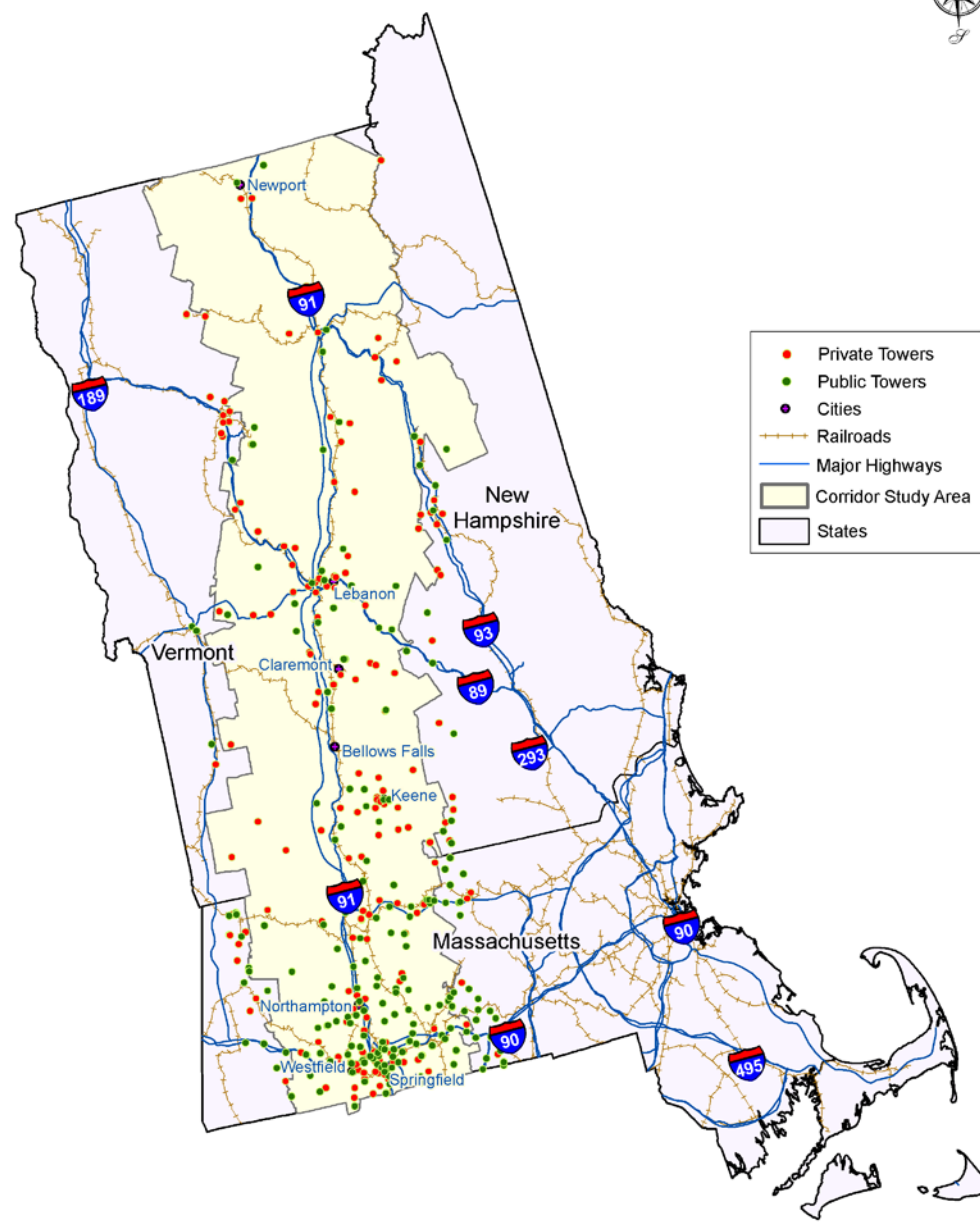 Newport
91
189
Private Towers
Public Towers
Cities
Railroads
Major Highways
Corridor Study Area
States
New
Hampshire
Lebanon
93
Vermont
Claremont
89
Bellows Falls
293
Keene
91
90
Massachusetts
Northampton
90
Westfield
495
Springfield
S